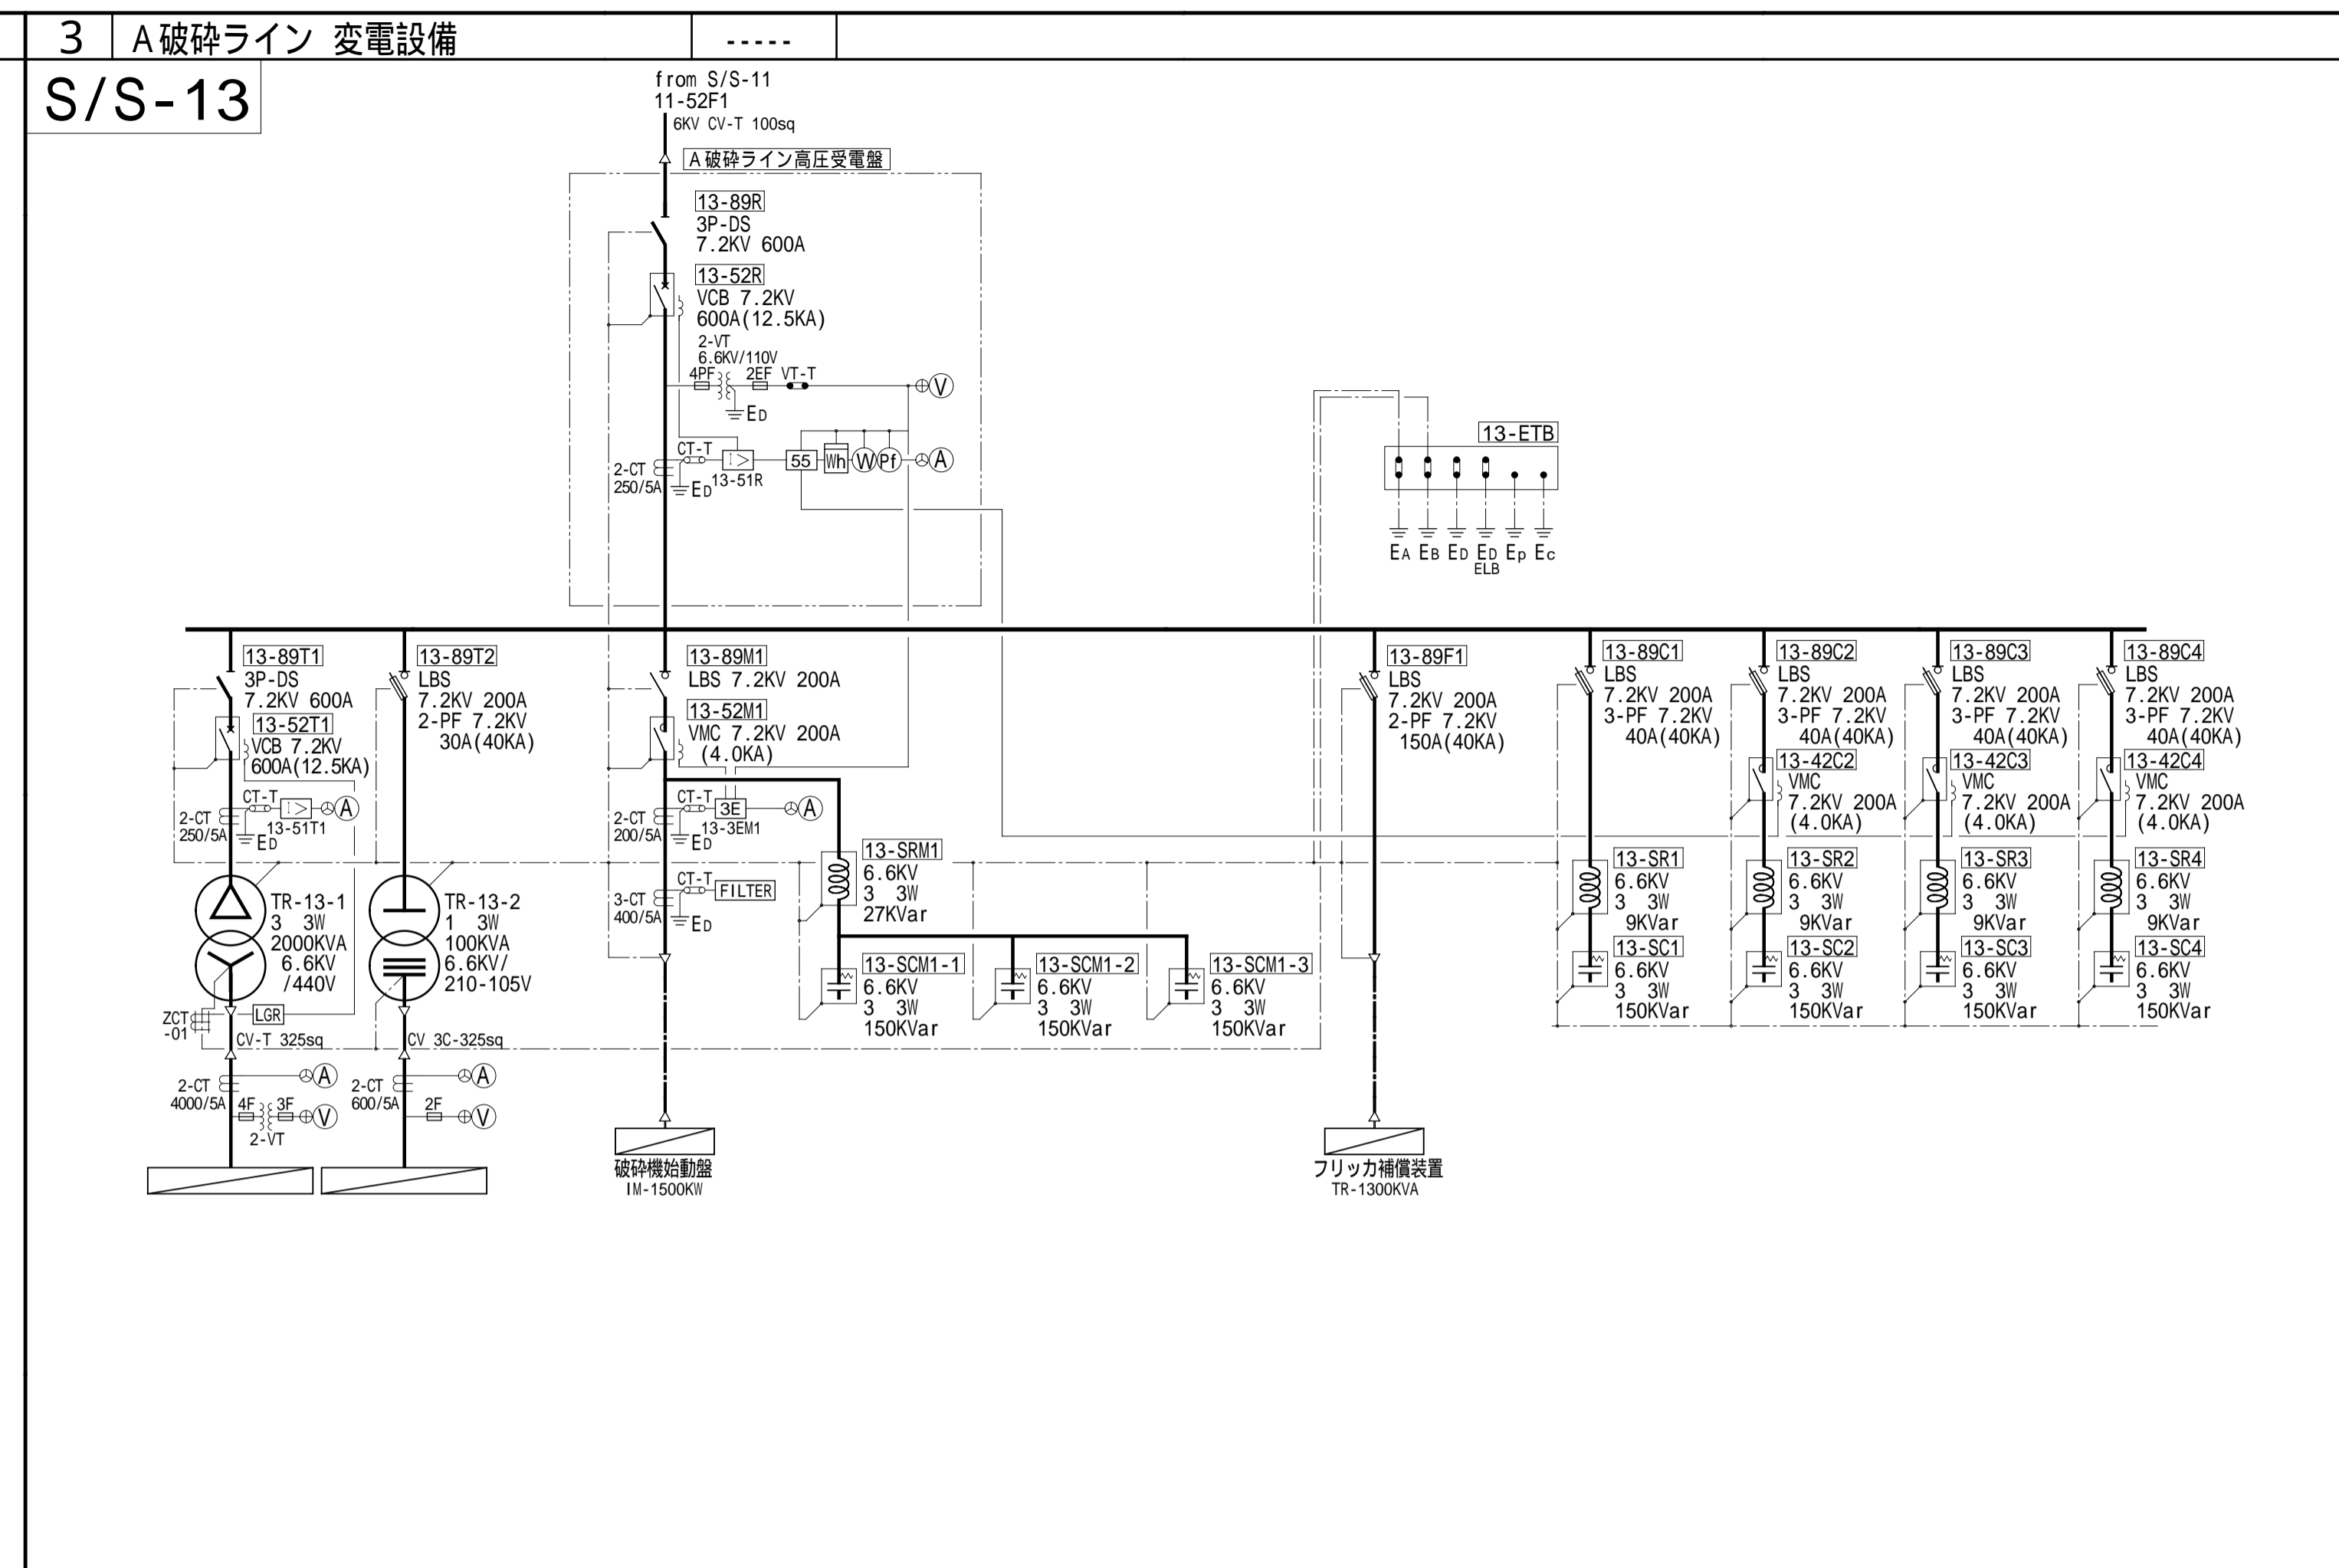 3 A破砕ライン 変電設備 -----
S/S-13
from S/S-11
11-52F1
6KV CV-T 100sq
A破砕ライン高圧受電盤
13-89R
3P-DS
7.2KV 600A
13-52R
VCB 7.2KV
600A(12.5KA)
2-VT
6.6KV/110V
4PF 2EF VT-T
V
ED
CT-T
2-CT
250/5A
ED
I>
13-51R
55 Wh W Pf A
13-ETB
EA EB ED ED Ep Ec
ELB
13-89T1
3P-DS
7.2KV 600A
13-52T1
VCB 7.2KV
600A(12.5KA)
CT-T
I>
A
2-CT
250/5A
ED
13-51T1
TR-13-1
3 3W
2000KVA
6.6KV
/440V
ZCT
-01
LGR
CV-T 325sq
2-CT
4000/5A
A
4F 3F V
2-VT
13-89T2
LBS
7.2KV 200A
2-PF 7.2KV
30A(40KA)
TR-13-2
1 3W
100KVA
6.6KV/
210-105V
CV 3C-325sq
2-CT
600/5A
A
2F V
13-89M1
LBS 7.2KV 200A
13-52M1
VMC 7.2KV 200A
(4.0KA)
CT-T
3E
A
2-CT
200/5A
ED
13-3EM1
CT-T
FILTER
3-CT
400/5A
ED
13-SRM1
6.6KV
3 3W
27KVar
13-SCM1-1
6.6KV
3 3W
150KVar
13-SCM1-2
6.6KV
3 3W
150KVar
13-SCM1-3
6.6KV
3 3W
150KVar
破砕機始動盤
IM-1500KW
13-89F1
LBS
7.2KV 200A
2-PF 7.2KV
150A(40KA)
フリッカ補償装置
TR-1300KVA
13-89C1
LBS
7.2KV 200A
3-PF 7.2KV
40A(40KA)
13-SR1
6.6KV
3 3W
9KVar
13-SC1
6.6KV
3 3W
150KVar
13-89C2
LBS
7.2KV 200A
3-PF 7.2KV
40A(40KA)
13-42C2
VMC
7.2KV 200A
(4.0KA)
13-SR2
6.6KV
3 3W
9KVar
13-SC2
6.6KV
3 3W
150KVar
13-89C3
LBS
7.2KV 200A
3-PF 7.2KV
40A(40KA)
13-42C3
VMC
7.2KV 200A
(4.0KA)
13-SR3
6.6KV
3 3W
9KVar
13-SC3
6.6KV
3 3W
150KVar
13-89C4
LBS
7.2KV 200A
3-PF 7.2KV
40A(40KA)
13-42C4
VMC
7.2KV 200A
(4.0KA)
13-SR4
6.6KV
3 3W
9KVar
13-SC4
6.6KV
3 3W
150KVar